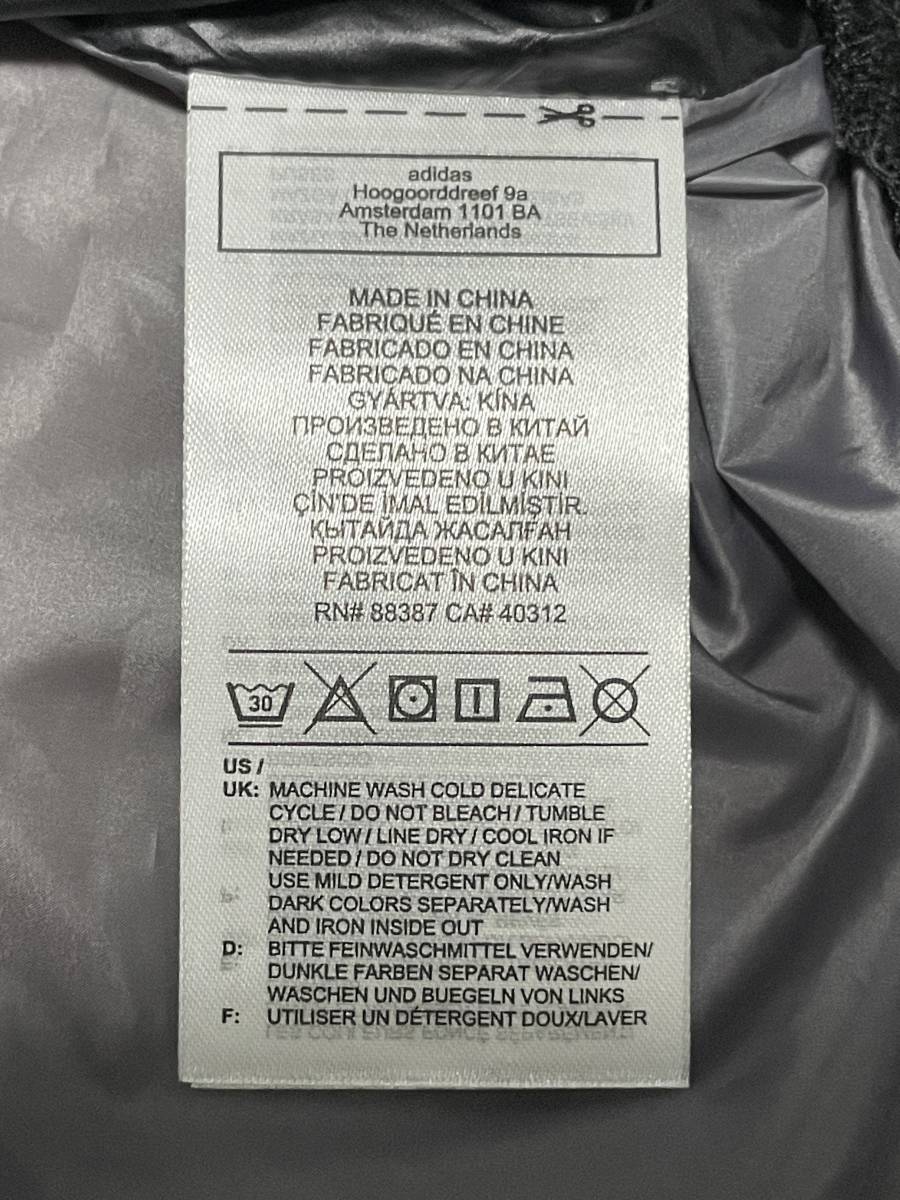 adidas
Hoogoorddreef 9a
Amsterdam 1101 BA
The Netherlands
MADE IN CHINA
FABRIQUÉ EN CHINE
FABRICADO EN CHINA
FABRICADO NA CHINA
GYÁRTVA: KÍNA
ПРОИЗВЕДЕНО В КИТАЙ
СДЕЛАНО В КИТАЕ
PROIZVEDENO U KINI
ÇİN'DE İMAL EDİLMİŞTİR.
ҚЫТАЙДА ЖАСАЛҒАН
PROIZVEDENO U KINI
FABRICAT ÎN CHINA
RN# 88387 CA# 40312
30
US /
UK: MACHINE WASH COLD DELICATE
CYCLE / DO NOT BLEACH / TUMBLE
DRY LOW / LINE DRY / COOL IRON IF
NEEDED / DO NOT DRY CLEAN
USE MILD DETERGENT ONLY/WASH
DARK COLORS SEPARATELY/WASH
AND IRON INSIDE OUT
D: BITTE FEINWASCHMITTEL VERWENDEN/
DUNKLE FARBEN SEPARAT WASCHEN/
WASCHEN UND BUEGELN VON LINKS
F: UTILISER UN DÉTERGENT DOUX/LAVER